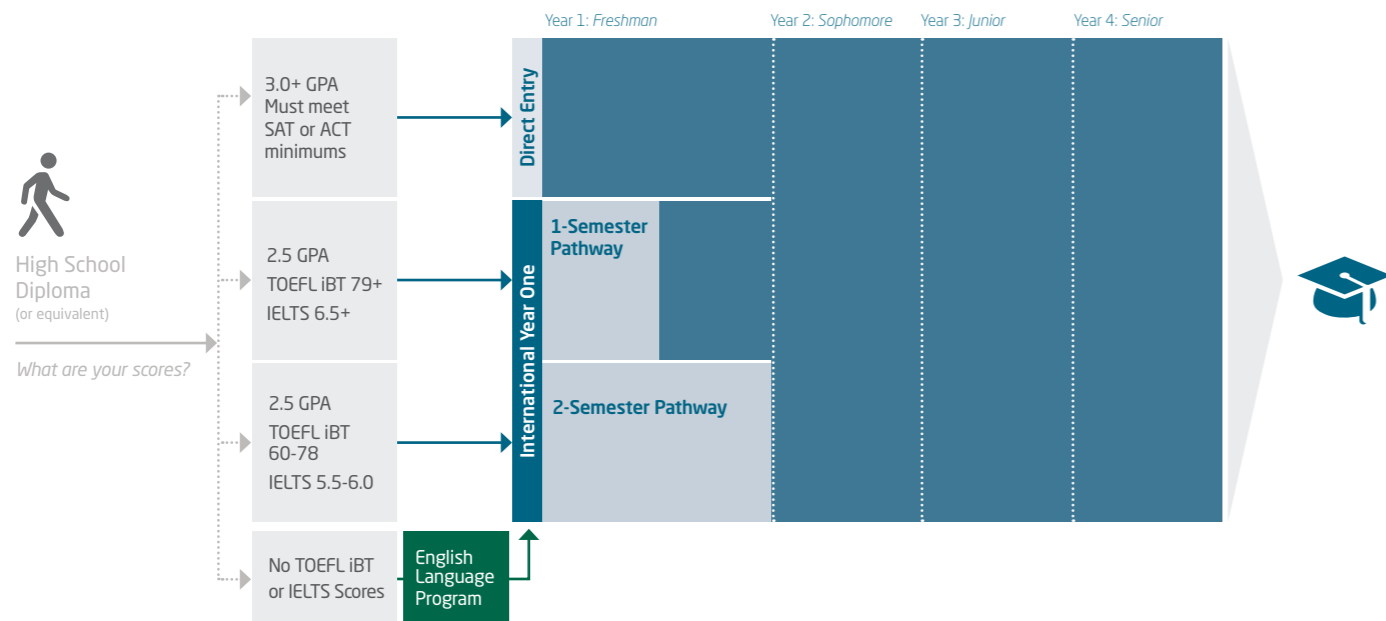 Year 1: Freshman
Year 2: Sophomore
Year 3: Junior
Year 4: Senior
High School
Diploma
(or equivalent)
What are your scores?
3.0+ GPA
Must meet
SAT or ACT
minimums
Direct Entry
2.5 GPA
TOEFL iBT 79+
IELTS 6.5+
International Year One
1-Semester
Pathway
2.5 GPA
TOEFL iBT
60-78
IELTS 5.5-6.0
2-Semester Pathway
No TOEFL iBT
or IELTS Scores
English
Language
Program